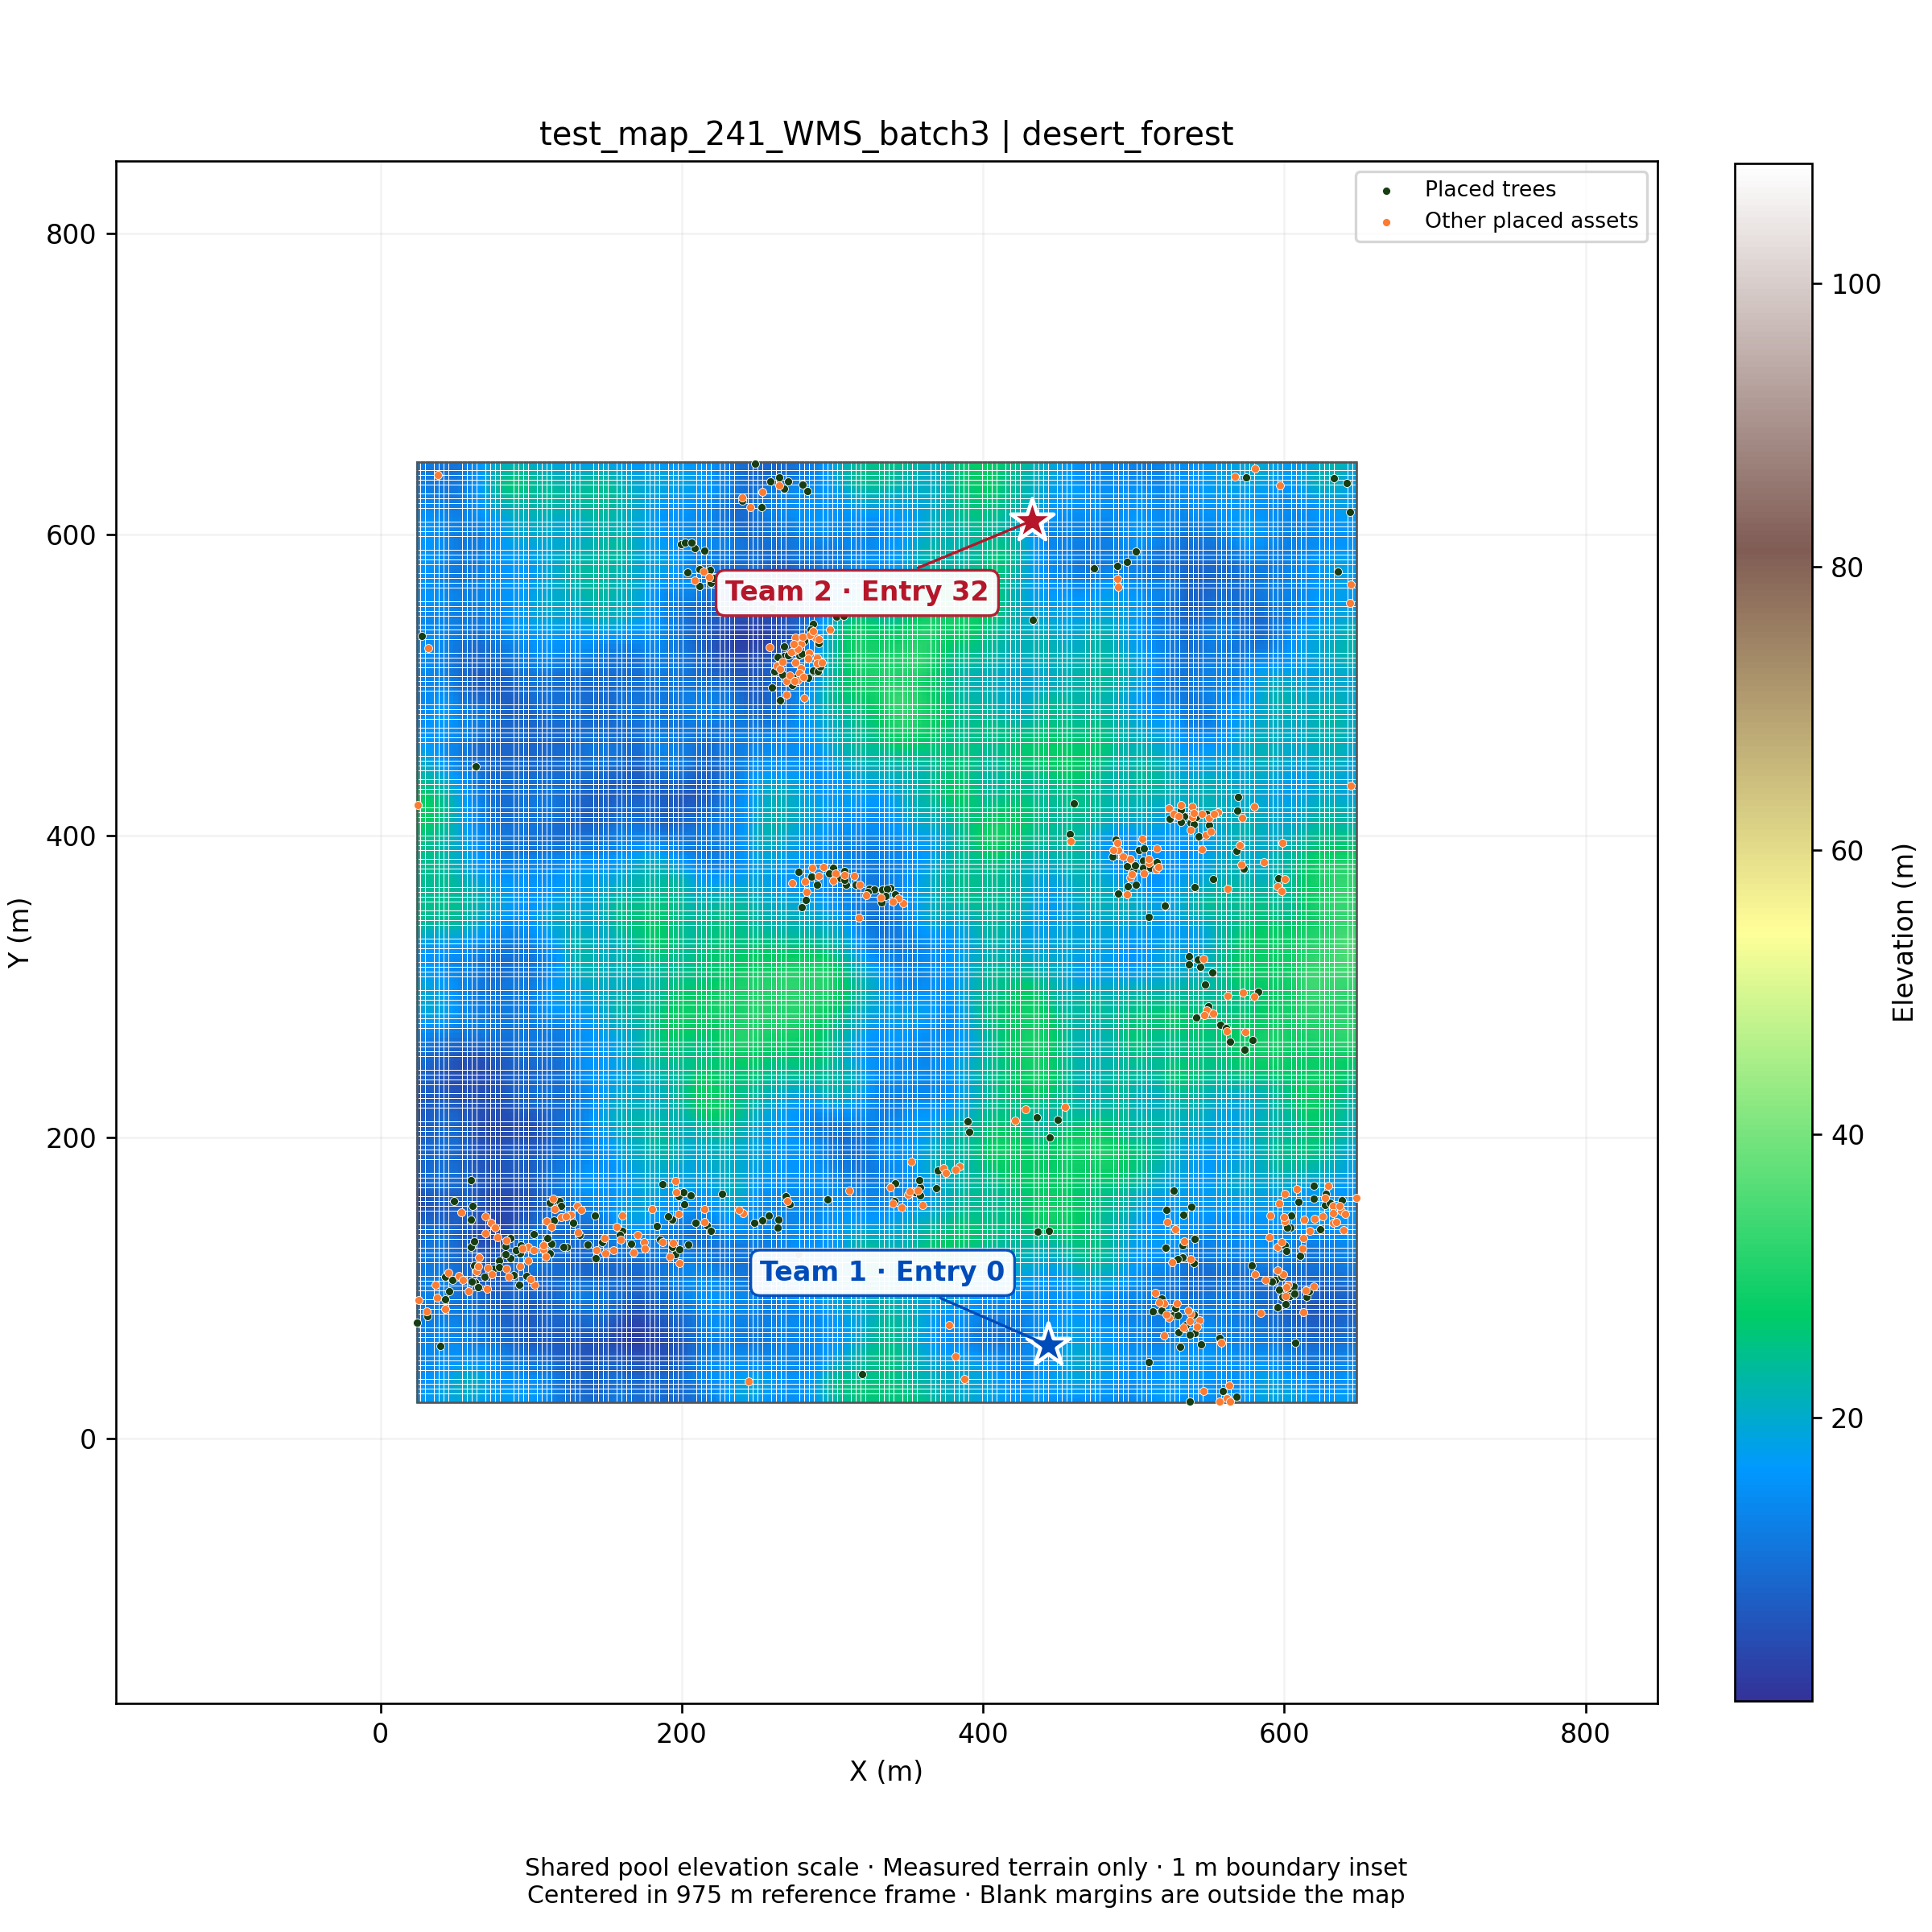 test_map_241_WMS_batch3 | desert_forest
Placed trees
Other placed assets
800
600
400
200
0
Y (m)
Team 2 · Entry 32
Team 1 · Entry 0
0
200
400
600
800
X (m)
100
80
60
40
20
Elevation (m)
Shared pool elevation scale · Measured terrain only · 1 m boundary inset
Centered in 975 m reference frame · Blank margins are outside the map